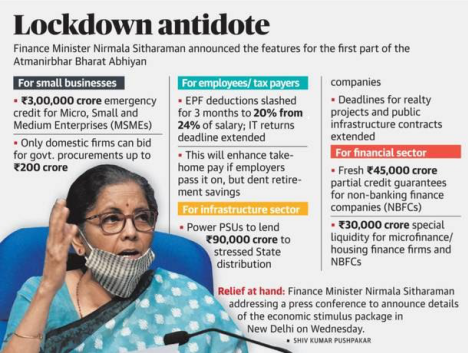 Lockdown antidote
Finance Minister Nirmala Sitharaman announced the features for the first part of the
Atmanirbhar Bharat Abhiyan
For small businesses
• ₹3,00,000 crore emergency
credit for Micro, Small and
Medium Enterprises (MSMEs)
• Only domestic firms can bid
for govt. procurements up to
₹200 crore
For employees/ tax payers
• EPF deductions slashed
for 3 months to 20% from
24% of salary; IT returns
deadline extended
• This will enhance take-
home pay if employers
pass it on, but dent retire-
ment savings
For infrastructure sector
• Power PSUs to lend
₹90,000 crore to
stressed State
distribution
companies
• Deadlines for realty
projects and public
infrastructure contracts
extended
For financial sector
• Fresh ₹45,000 crore
partial credit guarantees
for non-banking finance
companies (NBFCs)
• ₹30,000 crore special
liquidity for microfinance/
housing finance firms and
NBFCs
Relief at hand: Finance Minister Nirmala Sitharaman
addressing a press conference to announce details
of the economic stimulus package in
New Delhi on Wednesday.
• SHIV KUMAR PUSHPAKAR